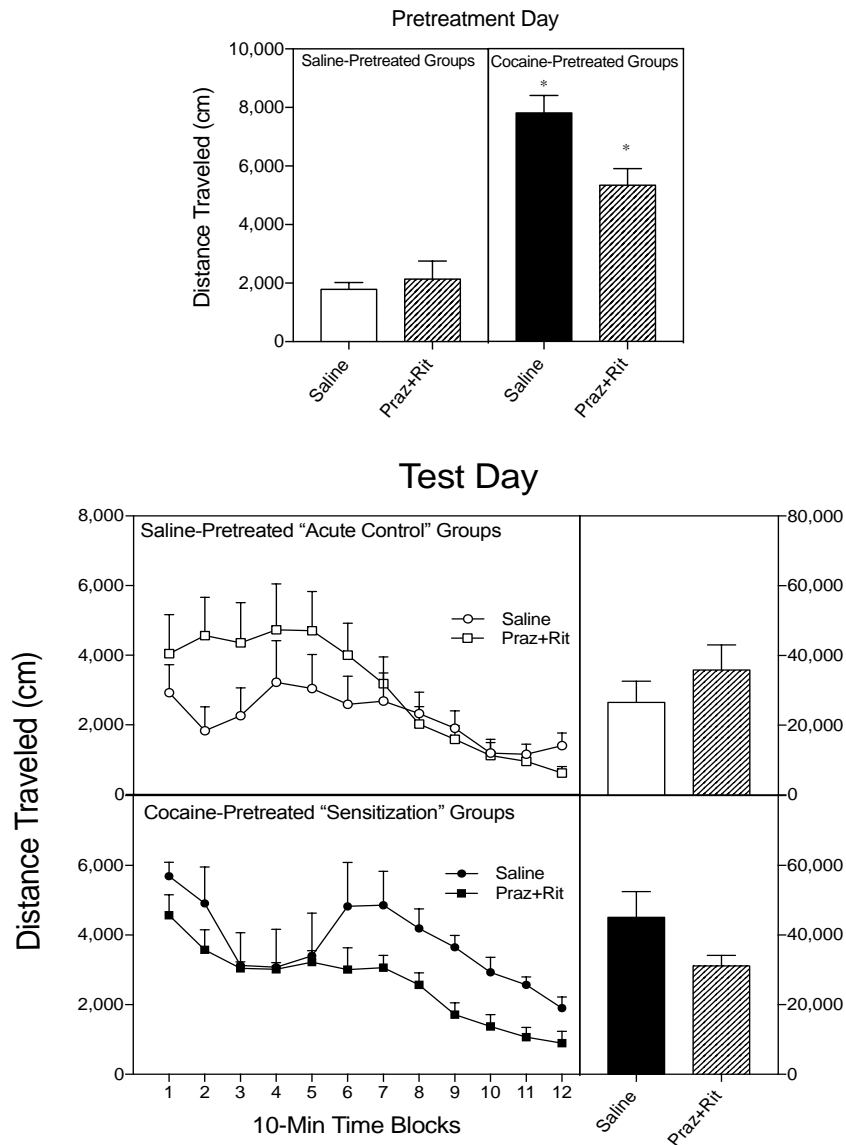 Pretreatment Day
Distance Traveled (cm)
10,000
8,000
6,000
4,000
2,000
0
Saline-Pretreated Groups
Cocaine-Pretreated Groups
*
*
Saline
Praz+Rit
Saline
Praz+Rit
Test Day
Distance Traveled (cm)
8,000
6,000
4,000
2,000
0
Saline-Pretreated “Acute Control” Groups
Saline
Praz+Rit
80,000
60,000
40,000
20,000
0
6,000
4,000
2,000
0
Cocaine-Pretreated “Sensitization” Groups
Saline
Praz+Rit
60,000
40,000
20,000
0
1 2 3 4 5 6 7 8 9 10 11 12
10-Min Time Blocks
Saline
Praz+Rit